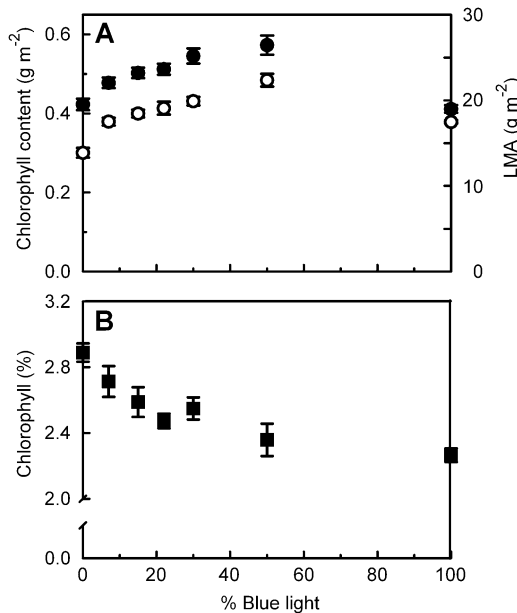 A
0.6
0.4
0.2
0.0
Chlorophyll content (g m-2)
30
20
10
0
LMA (g m-2)
B
3.2
2.8
2.4
2.0
0.0
Chlorophyll (%)
0 20 40 60 80 100
% Blue light